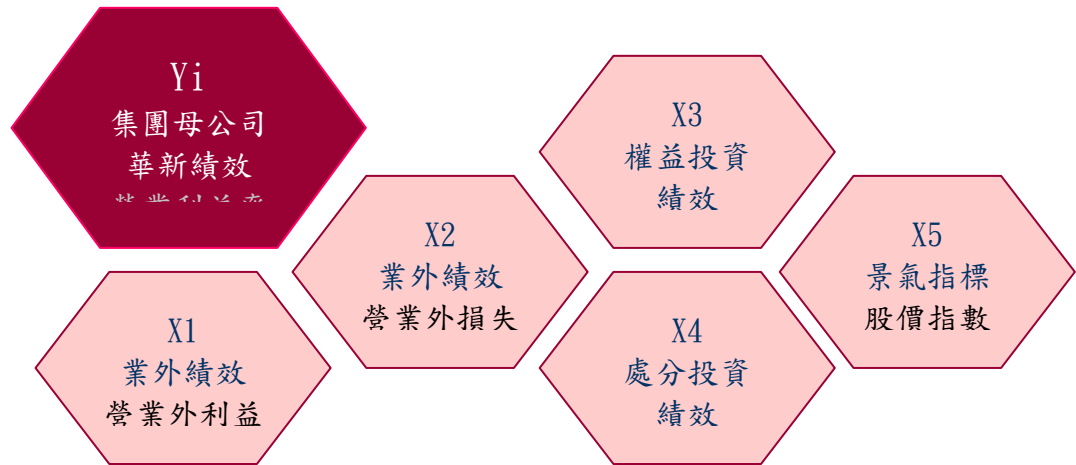 Yi
集團母公司
華新績效
X1
業外績效
營業外利益
X2
業外績效
營業外損失
X3
權益投資
績效
X4
處分投資
績效
X5
景氣指標
股價指數